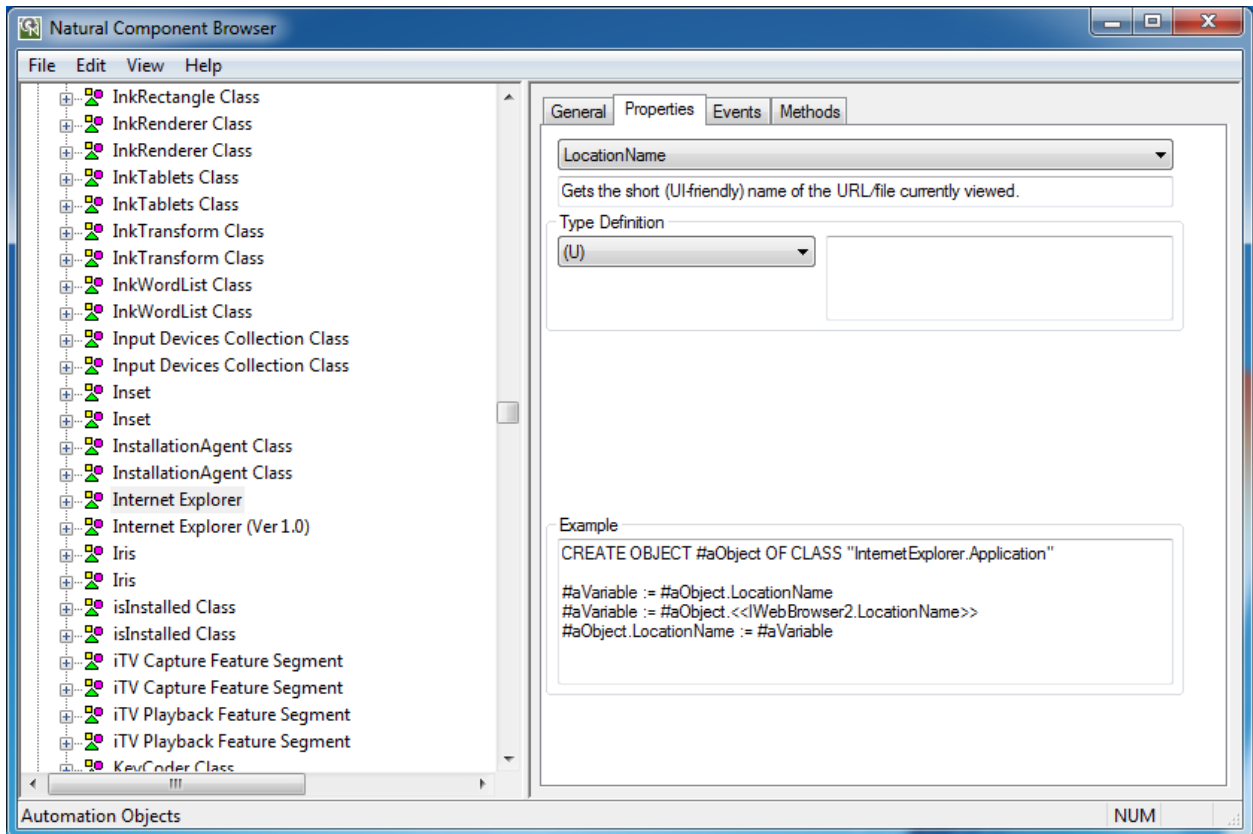 Natural Component Browser
File Edit View Help
InkRectangle Class
InkRenderer Class
InkRenderer Class
InkTablets Class
InkTablets Class
InkTransform Class
InkTransform Class
InkWordList Class
InkWordList Class
Input Devices Collection Class
Input Devices Collection Class
Inset
Inset
InstallationAgent Class
InstallationAgent Class
Internet Explorer
Internet Explorer (Ver 1.0)
Iris
Iris
isInstalled Class
isInstalled Class
iTV Capture Feature Segment
iTV Capture Feature Segment
iTV Playback Feature Segment
iTV Playback Feature Segment
KeyCoder Class
General Properties Events Methods
LocationName
Gets the short (UI-friendly) name of the URL/file currently viewed.
Type Definition
(U)
Example
CREATE OBJECT #aObject OF CLASS "InternetExplorer.Application"
#aVariable := #aObject.LocationName
#aVariable := #aObject.<<IWebBrowser2.LocationName>>
#aObject.LocationName := #aVariable
Automation Objects
NUM